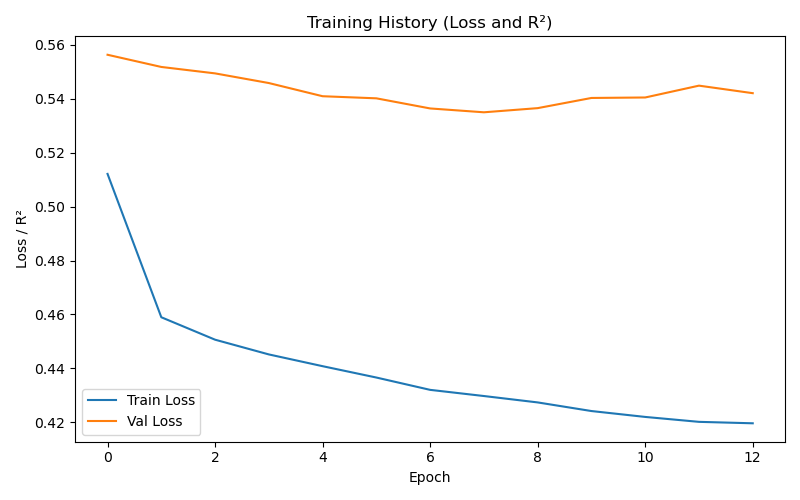 Training History (Loss and R²)
0.56
0.54
0.52
0.50
0.48
0.46
0.44
0.42
Loss / R²
Train Loss
Val Loss
0 2 4 6 8 10 12
Epoch